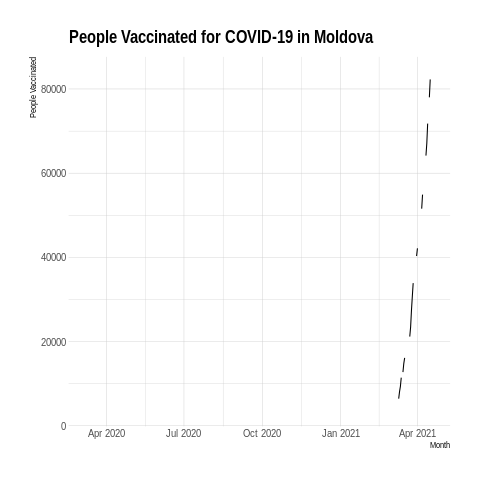 People Vaccinated for COVID-19 in Moldova
People Vaccinated
80000
60000
40000
20000
0
Apr 2020 Jul 2020 Oct 2020 Jan 2021 Apr 2021
Month